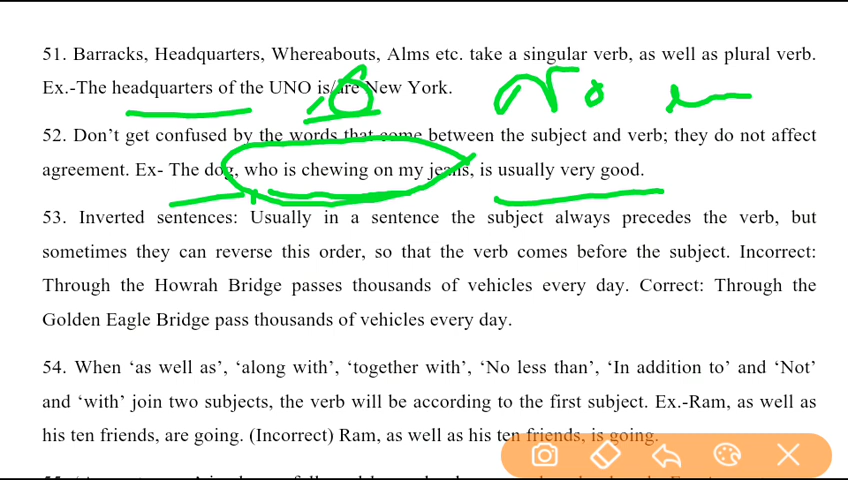 51. Barracks, Headquarters, Whereabouts, Alms etc. take a singular verb, as well as plural verb.
Ex.-The headquarters of the UNO is/are New York.
52. Don't get confused by the words that come between the subject and verb; they do not affect
agreement. Ex- The dog, who is chewing on my jeans, is usually very good.
53. Inverted sentences: Usually in a sentence the subject always precedes the verb, but
sometimes they can reverse this order, so that the verb comes before the subject. Incorrect:
Through the Howrah Bridge passes thousands of vehicles every day. Correct: Through the
Golden Eagle Bridge pass thousands of vehicles every day.
54. When ‘as well as’, ‘along with’, ‘together with’, ‘No less than’, ‘In addition to’ and ‘Not’
and ‘with’ join two subjects, the verb will be according to the first subject. Ex.-Ram, as well as
his ten friends, are going. (Incorrect) Ram, as well as his ten friends, is going.